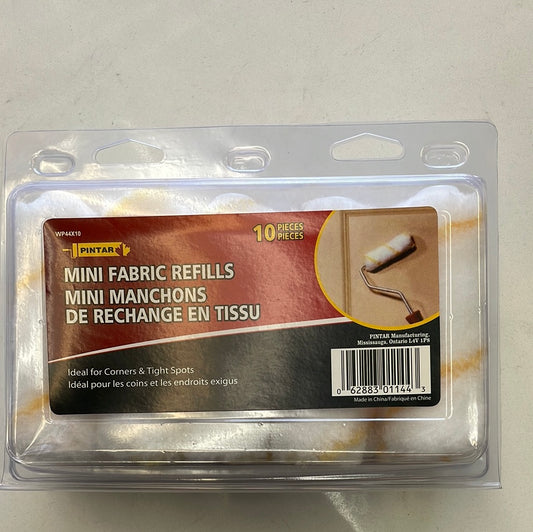 WP44X10
PINTAR
10 PIECES
PIECES
MINI FABRIC REFILLS
MINI MANCHONS
DE RECHANGE EN TISSU
Ideal for Corners & Tight Spots
Idéal pour les coins et les endroits exigus
PINTAR Manufacturing,
Mississauga, Ontario L4V 1P8
0 62883 01144 3
Made in China/Fabriqué en Chine